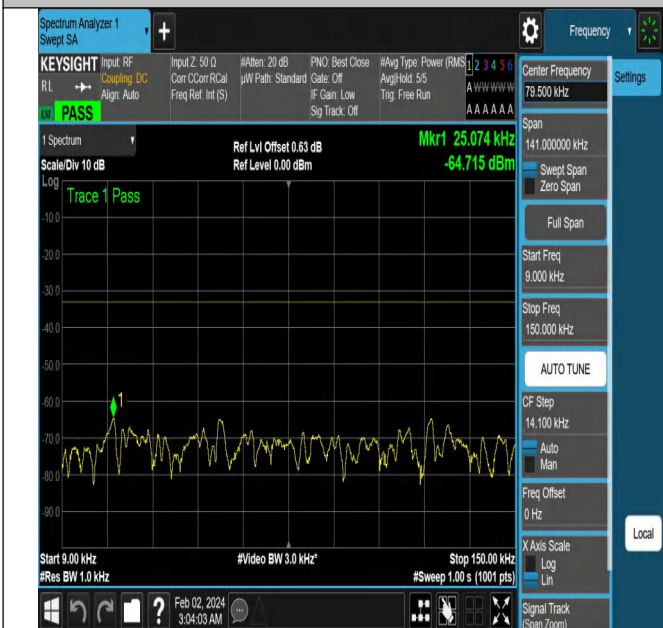 Spectrum Analyzer 1
Swept SA
Frequency
KEYSIGHT
RL
PASS
Input: RF
Coupling: DC
Align: Auto
Input Z: 50 Ω
Corr CCorr RCal
Freq Ref: Int (S)
#Atten: 20 dB
µW Path: Standard
PNO: Best Close
Gate: Off
IF Gain: Low
Sig Track: Off
#Avg Type: Power (RMS
Avg|Hold: 5/5
Trig: Free Run
1 2 3 4 5 6
A W W W W W
A A A A A A
1 Spectrum
Scale/Div 10 dB
Log
Ref Lvl Offset 0.63 dB
Ref Level 0.00 dBm
Mkr1 25.074 kHz
-64.715 dBm
Trace 1 Pass
-10.0
-20.0
-30.0
-40.0
-50.0
-60.0
-70.0
-80.0
-90.0
1
Start 9.00 kHz
#Res BW 1.0 kHz
#Video BW 3.0 kHz*
Stop 150.00 kHz
#Sweep 1.00 s (1001 pts)
?
Feb 02, 2024
3:04:03 AM
Center Frequency
79.500 kHz
Settings
Span
141.000000 kHz
Swept Span
Zero Span
Full Span
Start Freq
9.000 kHz
Stop Freq
150.000 kHz
AUTO TUNE
CF Step
14.100 kHz
Auto
Man
Freq Offset
0 Hz
X Axis Scale
Log
Lin
Local
Signal Track
(Span Zoom)